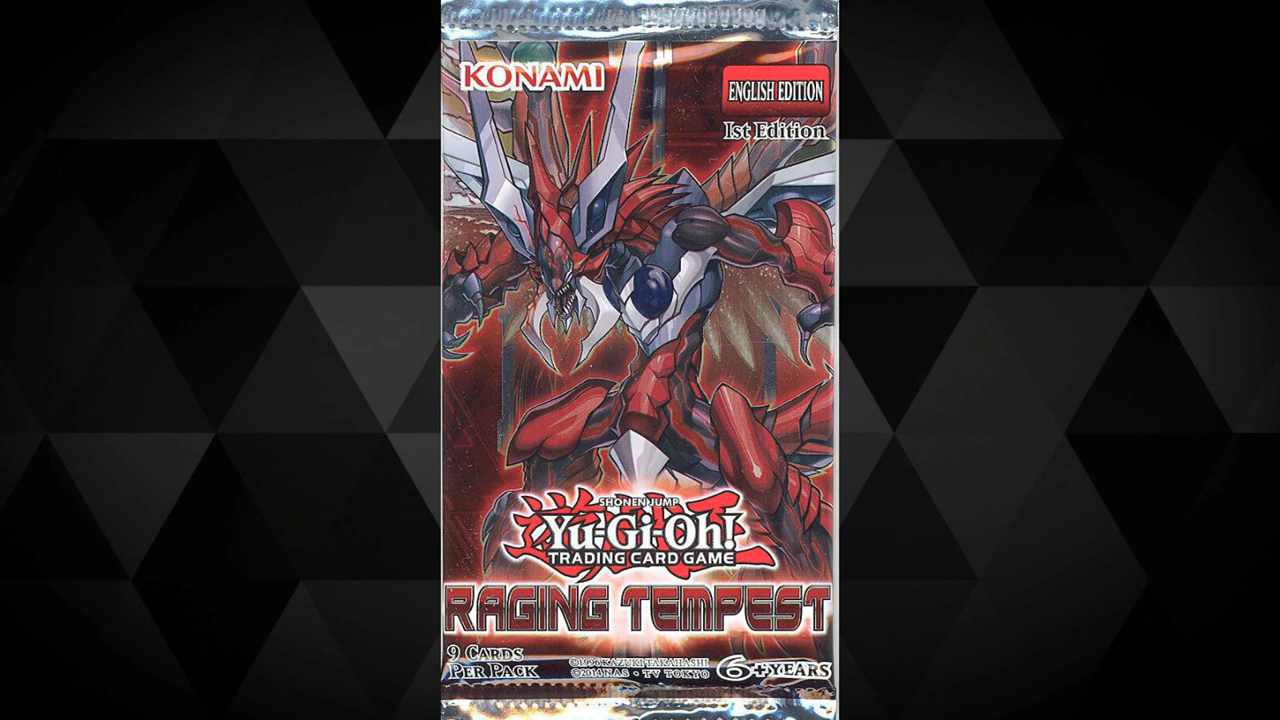 KONAMI
ENGLISH EDITION
1st Edition
SHONEN JUMP
Yu-Gi-Oh!
TRADING CARD GAME
RAGING TEMPEST
9 CARDS
PER PACK
©1996 KAZUKI TAKAHASHI
©2014 NAS • TV TOKYO
6+YEARS